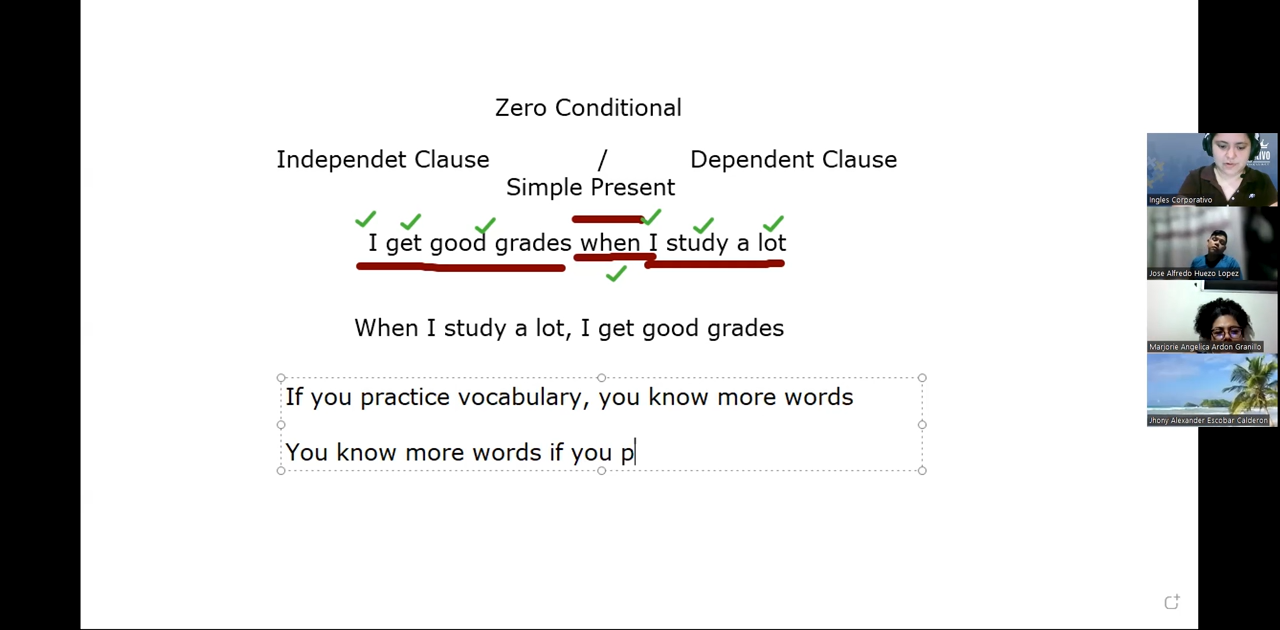 Zero Conditional
Independet Clause / Dependent Clause
Simple Present
I get good grades when I study a lot
When I study a lot, I get good grades
If you practice vocabulary, you know more words
You know more words if you p
Ingles Corporativo
Jose Alfredo Huezo Lopez
Marjorie Angelica Ardon Granillo
Jhony Alexander Escobar Calderon